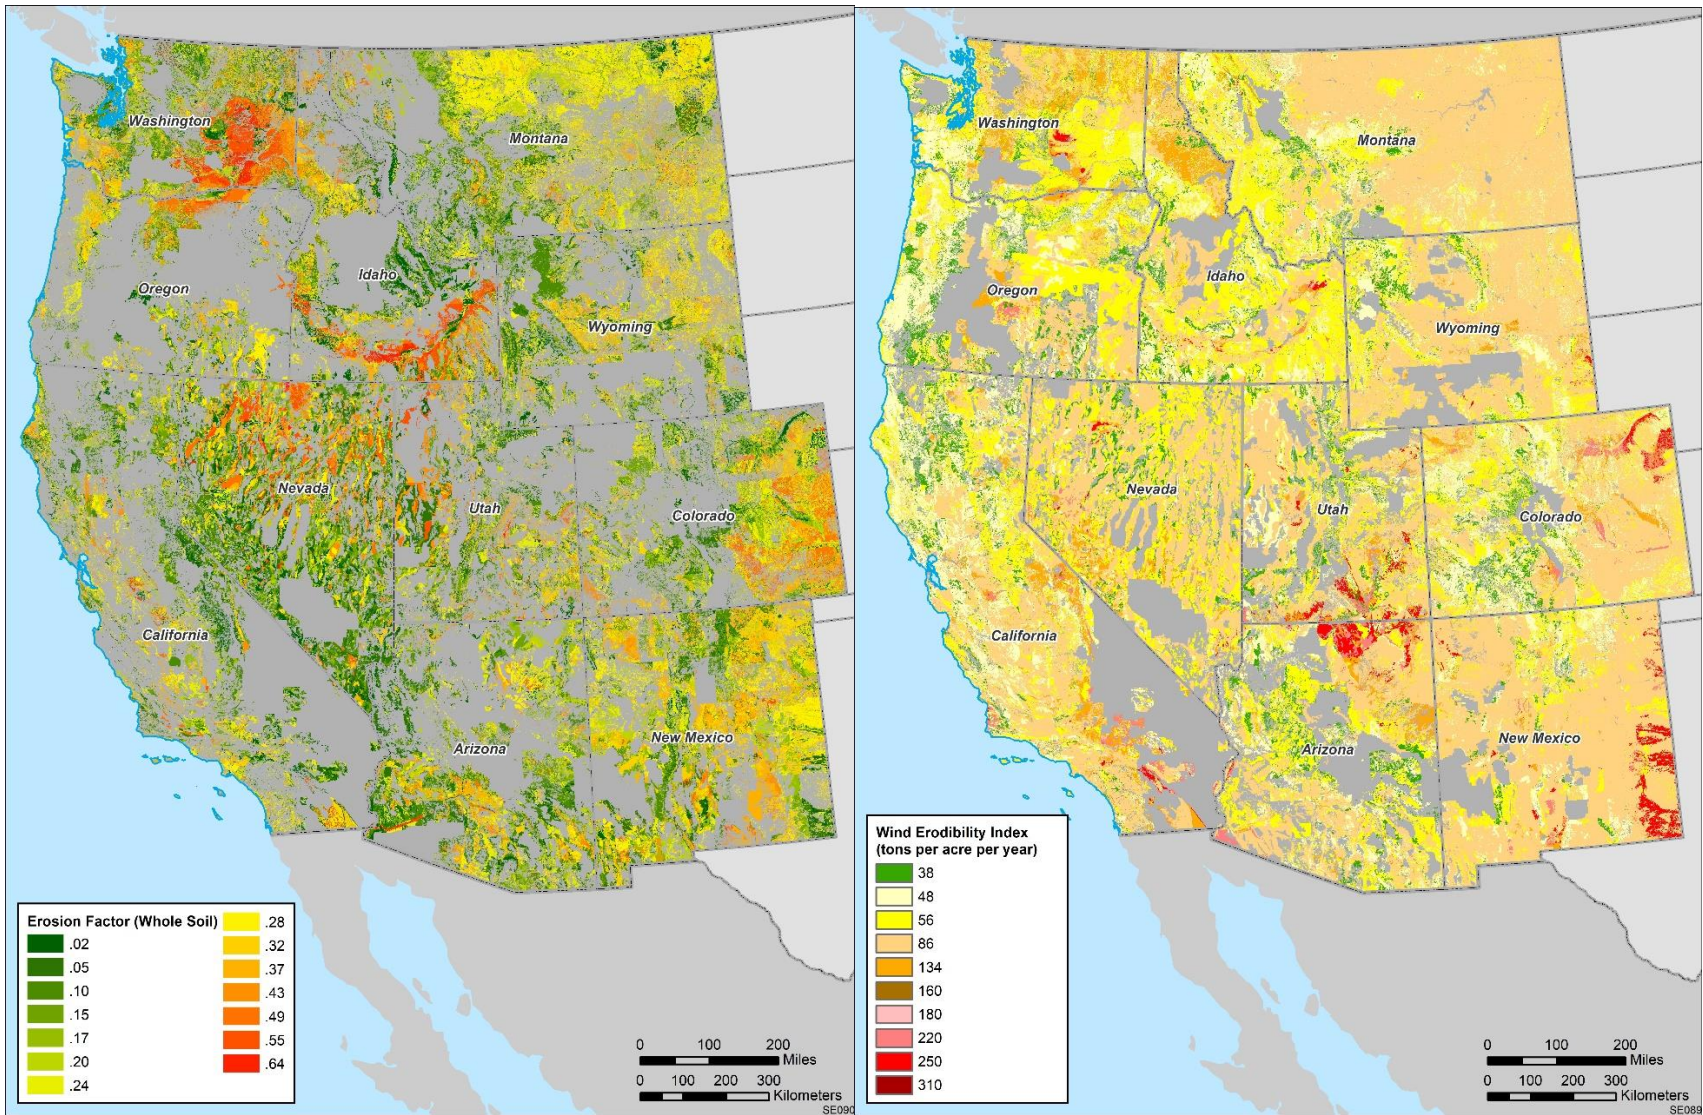 Washington
Montana
Oregon
Idaho
Wyoming
Nevada
Utah
Colorado
California
Arizona
New Mexico
Erosion Factor (Whole Soil)
.02
.05
.10
.15
.17
.20
.24
.28
.32
.37
.43
.49
.55
.64
0 100 200
Miles
0 100 200 300
Kilometers
SE090
Washington
Montana
Oregon
Idaho
Wyoming
Nevada
Utah
Colorado
California
Arizona
New Mexico
Wind Erodibility Index
(tons per acre per year)
38
48
56
86
134
160
180
220
250
310
0 100 200
Miles
0 100 200 300
Kilometers
SE089